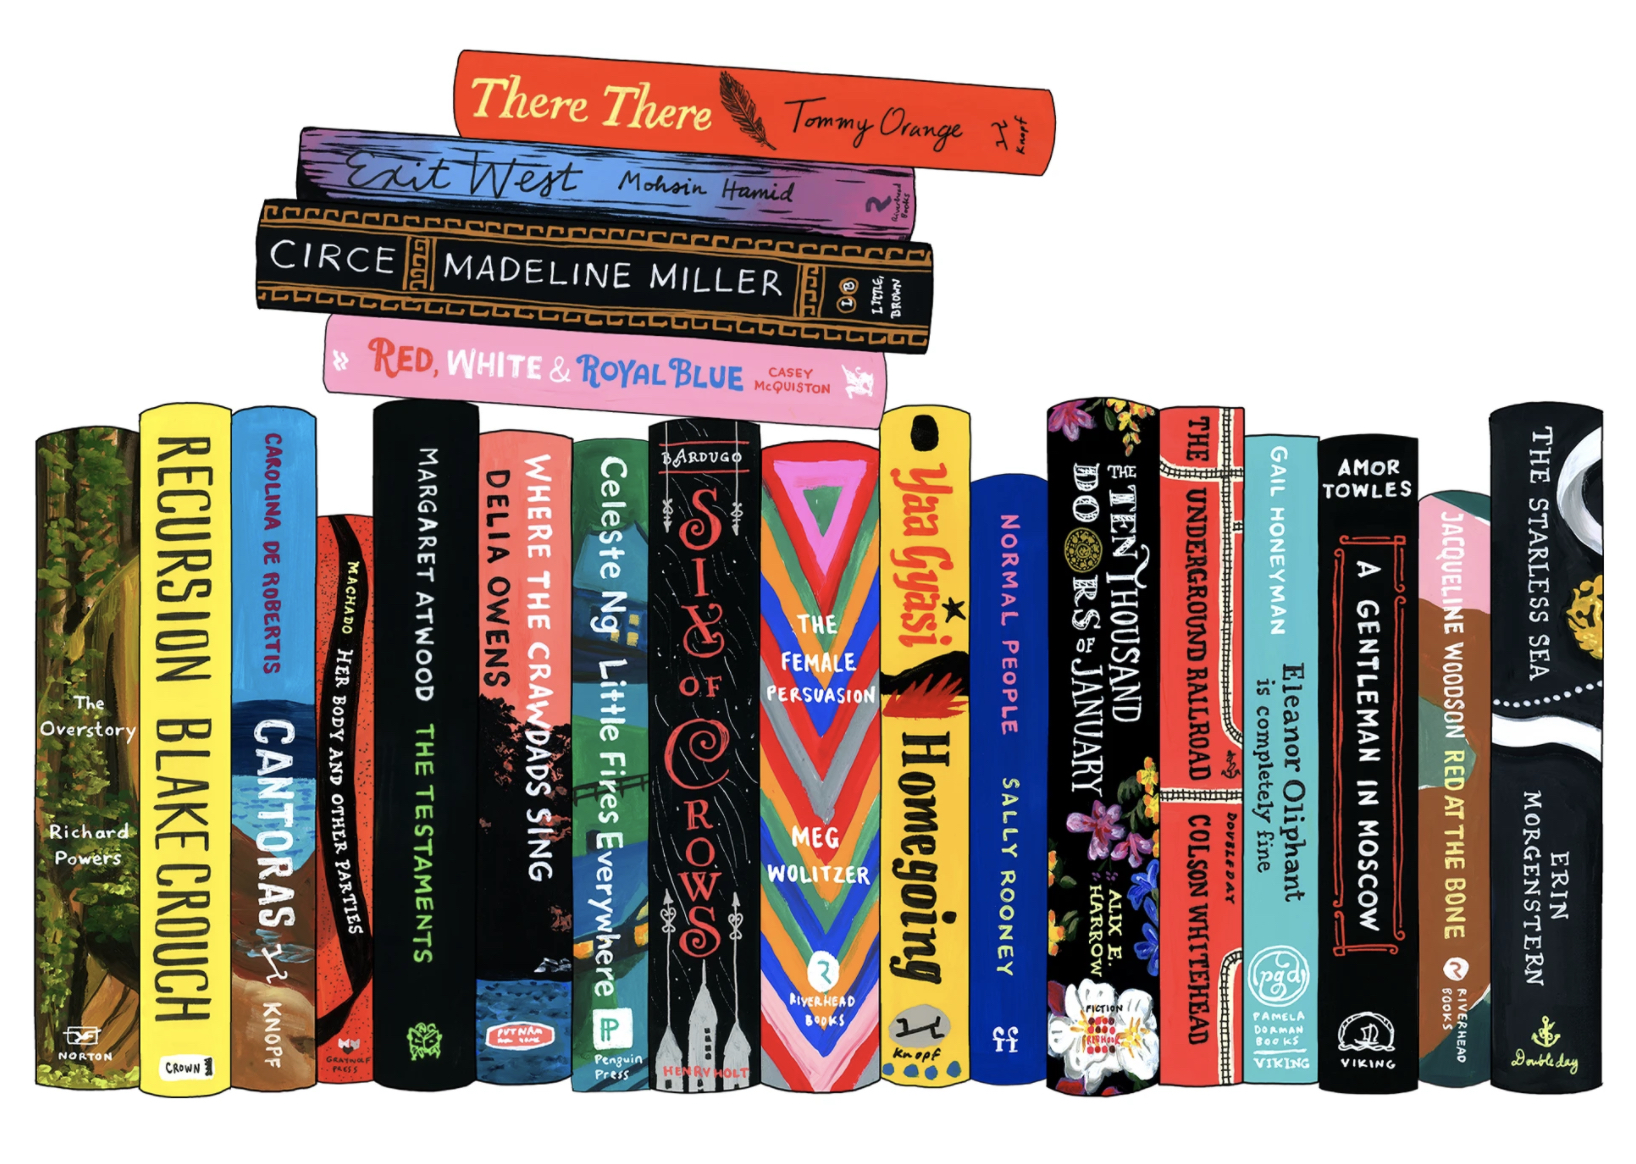 There There Tommy Orange Knopf
Exit West Mohsin Hamid Riverhead Books
CIRCE MADELINE MILLER LB LITTLE, BROWN
RED, WHITE & ROYAL BLUE CASEY McQUISTON
The
Overstory
Richard
Powers
NORTON
RECURSION BLAKE CROUCH
CROWN
CAROLINA DE ROBERTIS CANTORAS KNOPF
MACHADO HER BODY AND OTHER PARTIES
GRAYWOLF
PRESS
MARGARET ATWOOD THE TESTAMENTS
WHERE THE CRAWDADS SING
DELIA OWENS
PUTNAM
Celeste Ng Little Fires Everywhere
Penguin
Press
BARDUGO
SIX
OF
CROWS
HENRY HOLT
THE
FEMALE
PERSUASION
MEG
WOLITZER
RIVERHEAD
BOOKS
Yaa Gyasi Homegoing
Knopf
NORMAL PEOPLE SALLY ROONEY
THE TEN THOUSAND
DOORS OF JANUARY
ALIX E.
HARROW
FICTION
THE UNDERGROUND RAILROAD COLSON WHITEHEAD
DOUBLEDAY
GAIL HONEYMAN
Eleanor Oliphant
is completely fine
pgd
PAMELA
DORMAN
BOOKS
VIKING
AMOR
TOWLES
A GENTLEMAN IN MOSCOW
VIKING
JACQUELINE WOODSON RED AT THE BONE
RIVERHEAD
BOOKS
THE STARLESS SEA
ERIN
MORGENSTERN
Doubleday